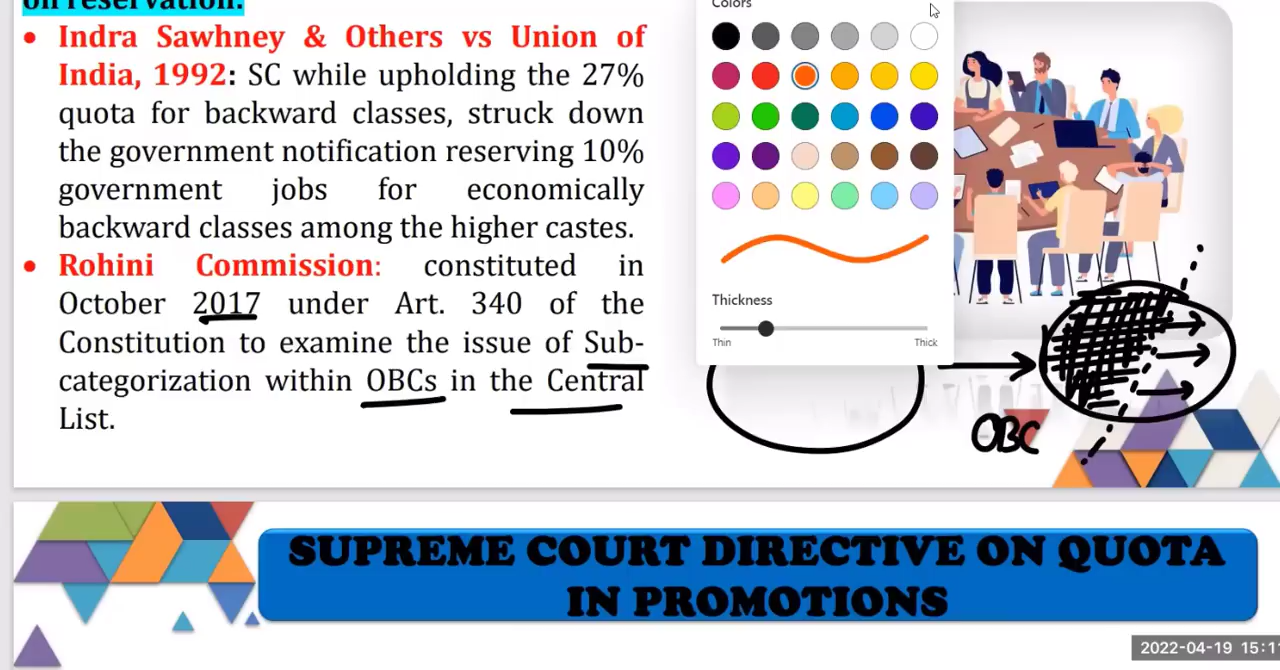 on reservation.
• Indra Sawhney & Others vs Union of
India, 1992: SC while upholding the 27%
quota for backward classes, struck down
the government notification reserving 10%
government jobs for economically
backward classes among the higher castes.
• Rohini Commission: constituted in
October 2017 under Art. 340 of the
Constitution to examine the issue of Sub-
categorization within OBCs in the Central
List.
Colors
Thickness
Thin Thick
OBC
SUPREME COURT DIRECTIVE ON QUOTA
IN PROMOTIONS
2022-04-19 15:11